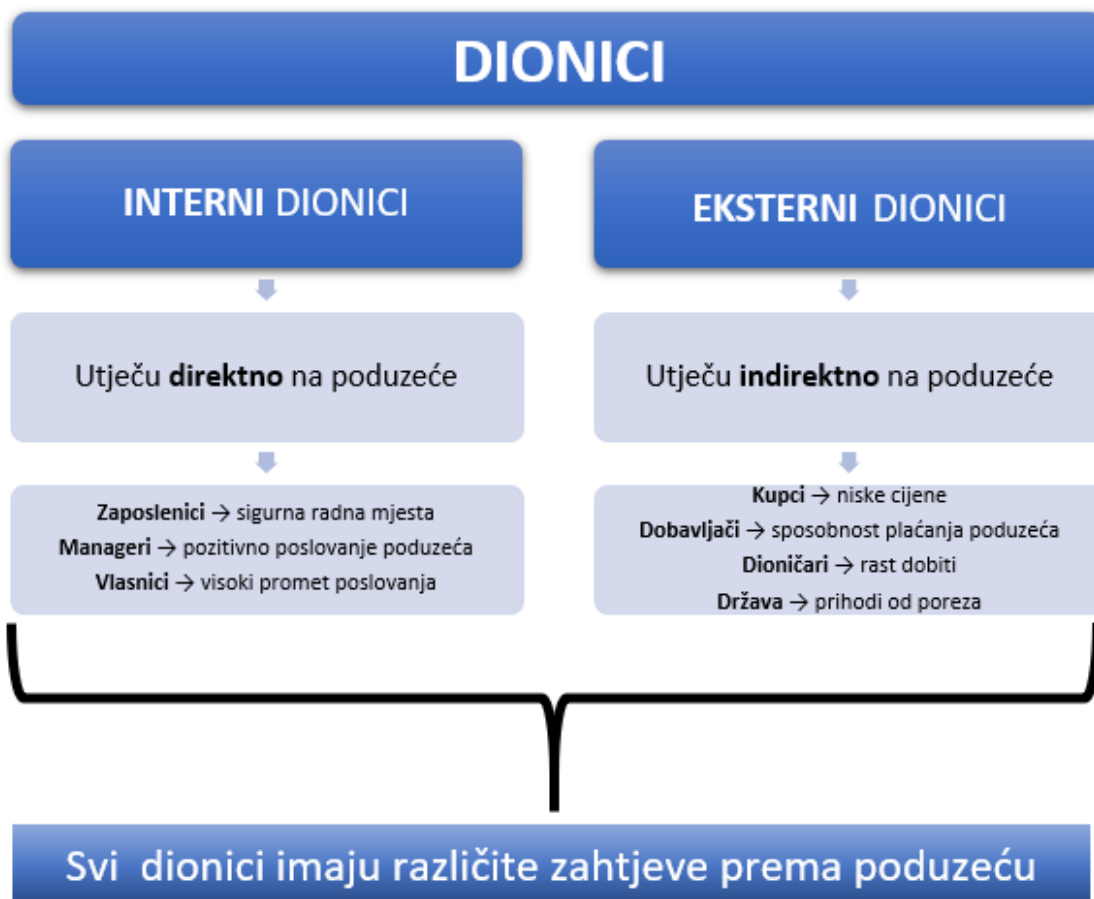 DIONICI
INTERNI DIONICI
Utječu direktno na poduzeće
Zaposlenici → sigurna radna mjesta
Manageri → pozitivno poslovanje poduzeća
Vlasnici → visoki promet poslovanja
EKSTERNI DIONICI
Utječu indirektno na poduzeće
Kupci → niske cijene
Dobavljači → sposobnost plaćanja poduzeća
Dioničari → rast dobiti
Država → prihodi od poreza
Svi dionici imaju različite zahtjeve prema poduzeću